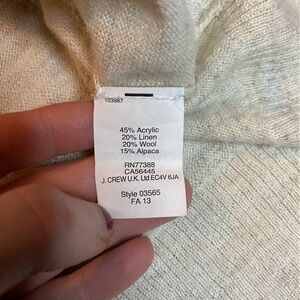 103987
45% Acrylic
20% Linen
20% Wool
15% Alpaca
RN77388
CA56445
J. CREW U.K. Ltd EC4V 6JA
Style 03565
FA 13